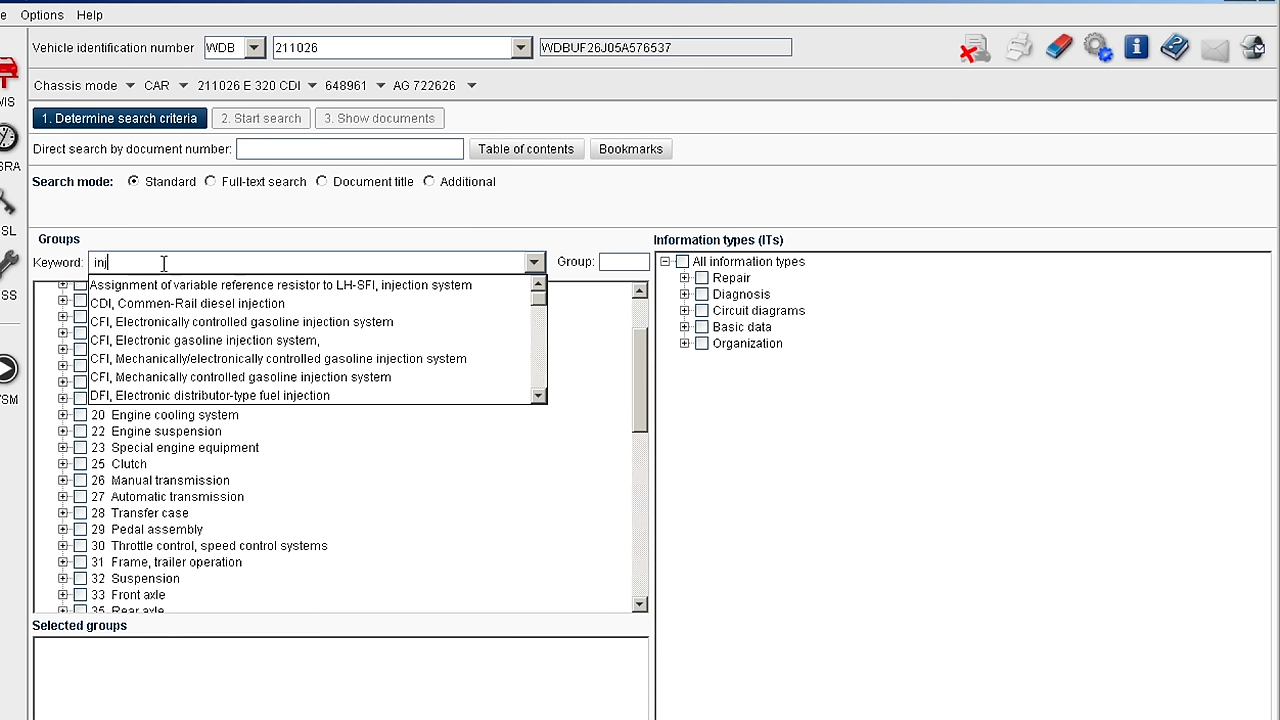 e Options Help
Vehicle identification number WDB 211026 WDBUF26J05A576537
Chassis mode CAR 211026 E 320 CDI 648961 AG 722626
VIS
1. Determine search criteria 2. Start search 3. Show documents
Direct search by document number: Table of contents Bookmarks
SRA
Search mode: Standard Full-text search Document title Additional
SL
Groups Information types (ITs)
Keyword: inj Group:
All information types
Repair
Diagnosis
Circuit diagrams
Basic data
Organization
SS
Assignment of variable reference resistor to LH-SFI, injection system
CDI, Commen-Rail diesel injection
CFI, Electronically controlled gasoline injection system
CFI, Electronic gasoline injection system,
CFI, Mechanically/electronically controlled gasoline injection system
CFI, Mechanically controlled gasoline injection system
DFI, Electronic distributor-type fuel injection
YSM
20 Engine cooling system
22 Engine suspension
23 Special engine equipment
25 Clutch
26 Manual transmission
27 Automatic transmission
28 Transfer case
29 Pedal assembly
30 Throttle control, speed control systems
31 Frame, trailer operation
32 Suspension
33 Front axle
35 Rear axle
Selected groups